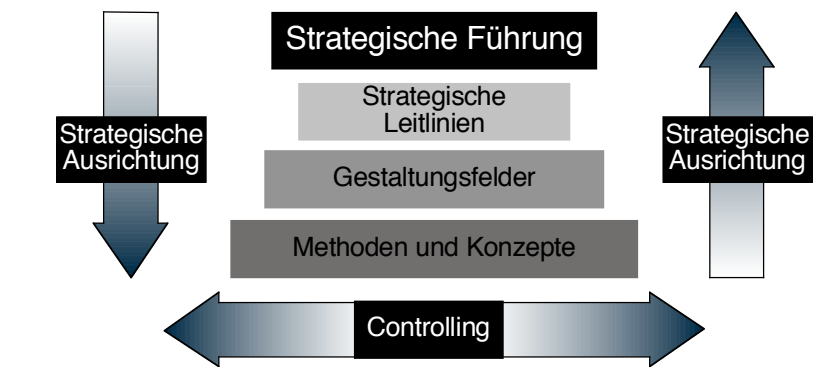 Strategische Führung
Strategische
Leitlinien
Strategische
Ausrichtung
Strategische
Ausrichtung
Gestaltungsfelder
Methoden und Konzepte
Controlling